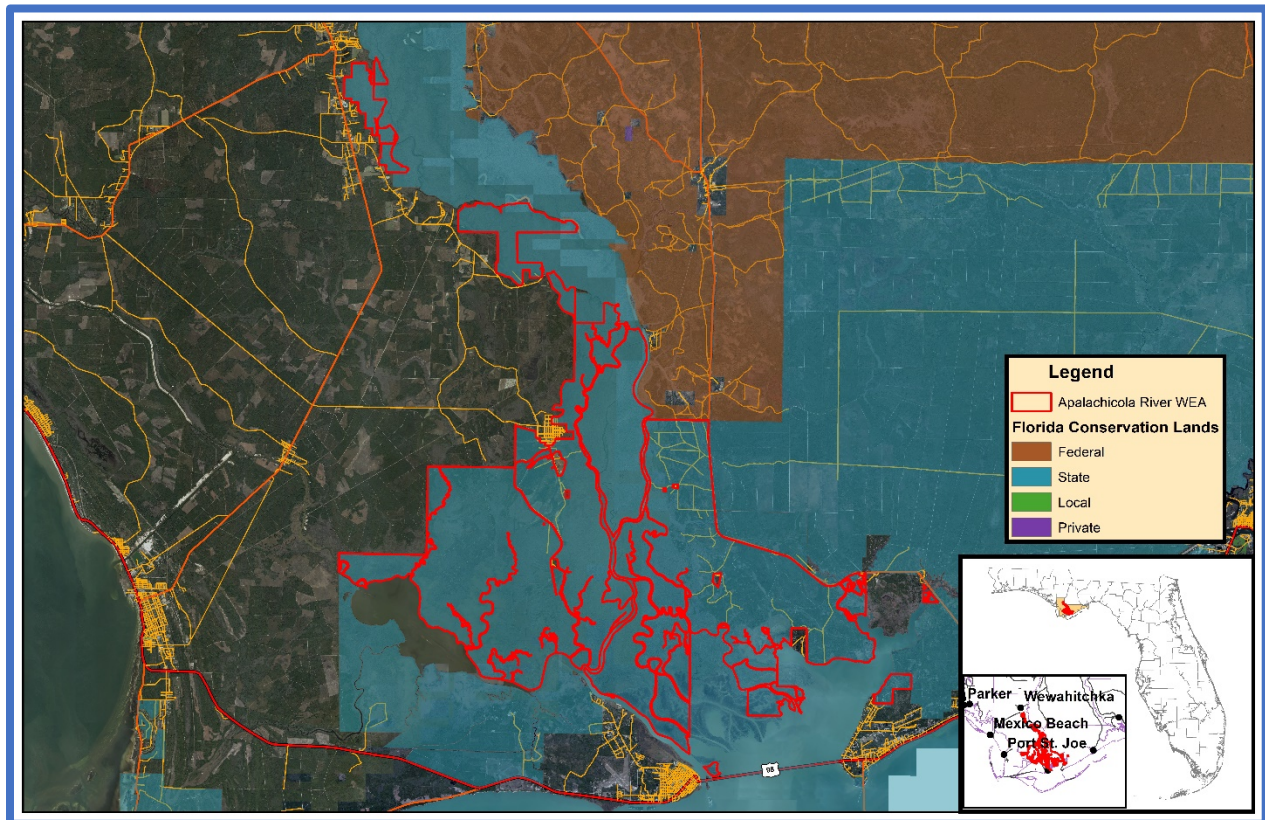 Legend
Apalachicola River WEA
Florida Conservation Lands
Federal
State
Local
Private
98
Parker
Wewahitchka
Mexico Beach
Port St. Joe